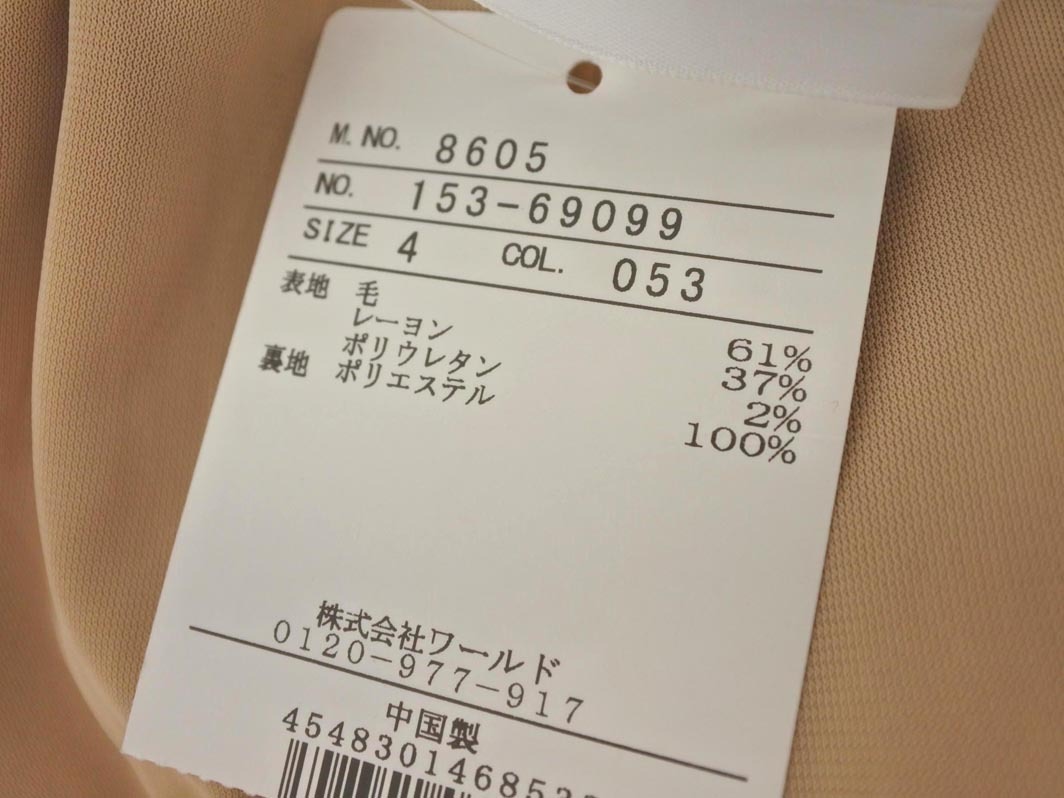 M. NO. 8605
NO. 153-69099
SIZE 4 COL. 053
表地 毛 61%
レーヨン 37%
ポリウレタン 2%
裏地 ポリエステル 100%
株式会社ワールド
0120-977-917
中国製